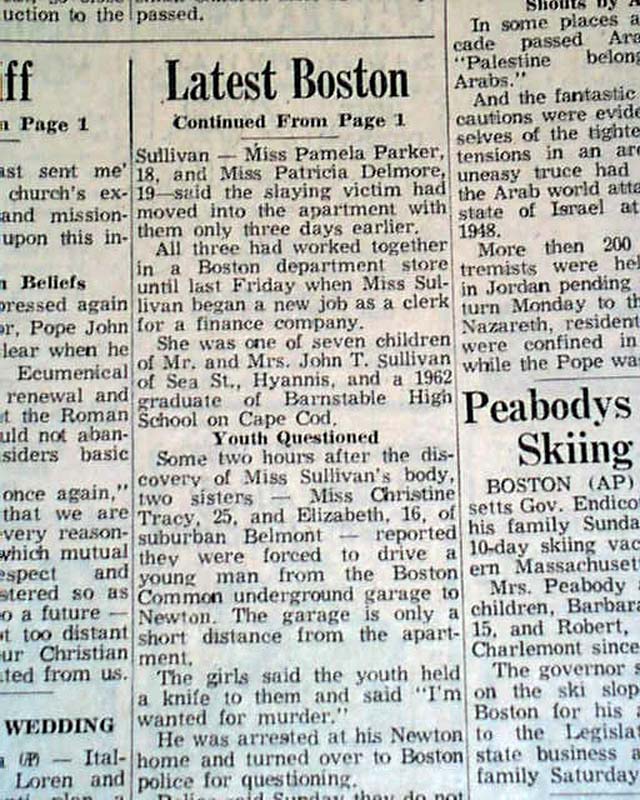 uction to the
ff
Page 1
ast sent me'
church's ex-
and mission-
upon this in-
Beliefs
pressed again
or, Pope John
lear when he
Ecumenical
renewal and
t the Roman
uld not aban-
siders basic
once again,"
that we are
very reason-
which mutual
espect and
stered so as
o a future —
t too distant
ur Christian
ted from us.
WEDDING
(AP) — Ital-
Loren and
passed.
Latest Boston
Continued From Page 1
Sullivan — Miss Pamela Parker,
18, and Miss Patricia Delmore,
19—said the slaying victim had
moved into the apartment with
them only three days earlier.
All three had worked together
in a Boston department store
until last Friday when Miss Sul-
livan began a new job as a clerk
for a finance company.
She was one of seven children
of Mr. and Mrs. John T. Sullivan
of Sea St., Hyannis, and a 1962
graduate of Barnstable High
School on Cape Cod.
Youth Questioned
Some two hours after the dis-
covery of Miss Sullivan's body,
two sisters — Miss Christine
Tracy, 25, and Elizabeth, 16, of
suburban Belmont — reported
they were forced to drive a
young man from the Boston
Common underground garage to
Newton. The garage is only a
short distance from the apart-
ment.
The girls said the youth held
a knife to them and said "I'm
wanted for murder."
He was arrested at his Newton
home and turned over to Boston
police for questioning.
Police said Sunday they do not
Shouts by A
In some places a
cade passed Ara
"Palestine belong
Arabs."
And the fantastic
cautions were evide
selves of the tighte
tensions in an are
uneasy truce had
the Arab world atta
state of Israel at
1948.
More then 200
tremists were hel
in Jordan pending
turn Monday to th
Nazareth, resident
were confined in
while the Pope wa
Peabodys
Skiing
BOSTON (AP)
setts Gov. Endico
his family Sunda
10-day skiing vac
ern Massachuset
Mrs. Peabody
children, Barbar
15, and Robert,
Charlemont since
The governor s
on the ski slop
Boston for his a
to the Legislat
state business a
family Saturday